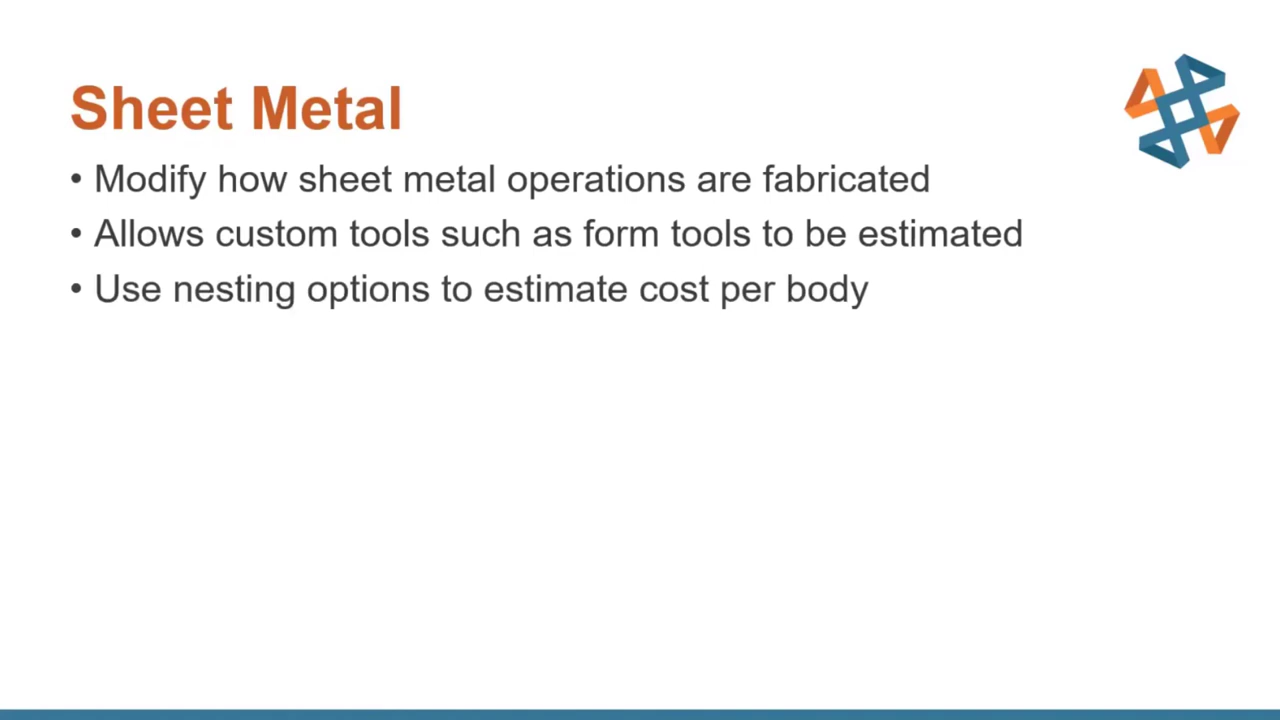 Sheet Metal
• Modify how sheet metal operations are fabricated
• Allows custom tools such as form tools to be estimated
• Use nesting options to estimate cost per body